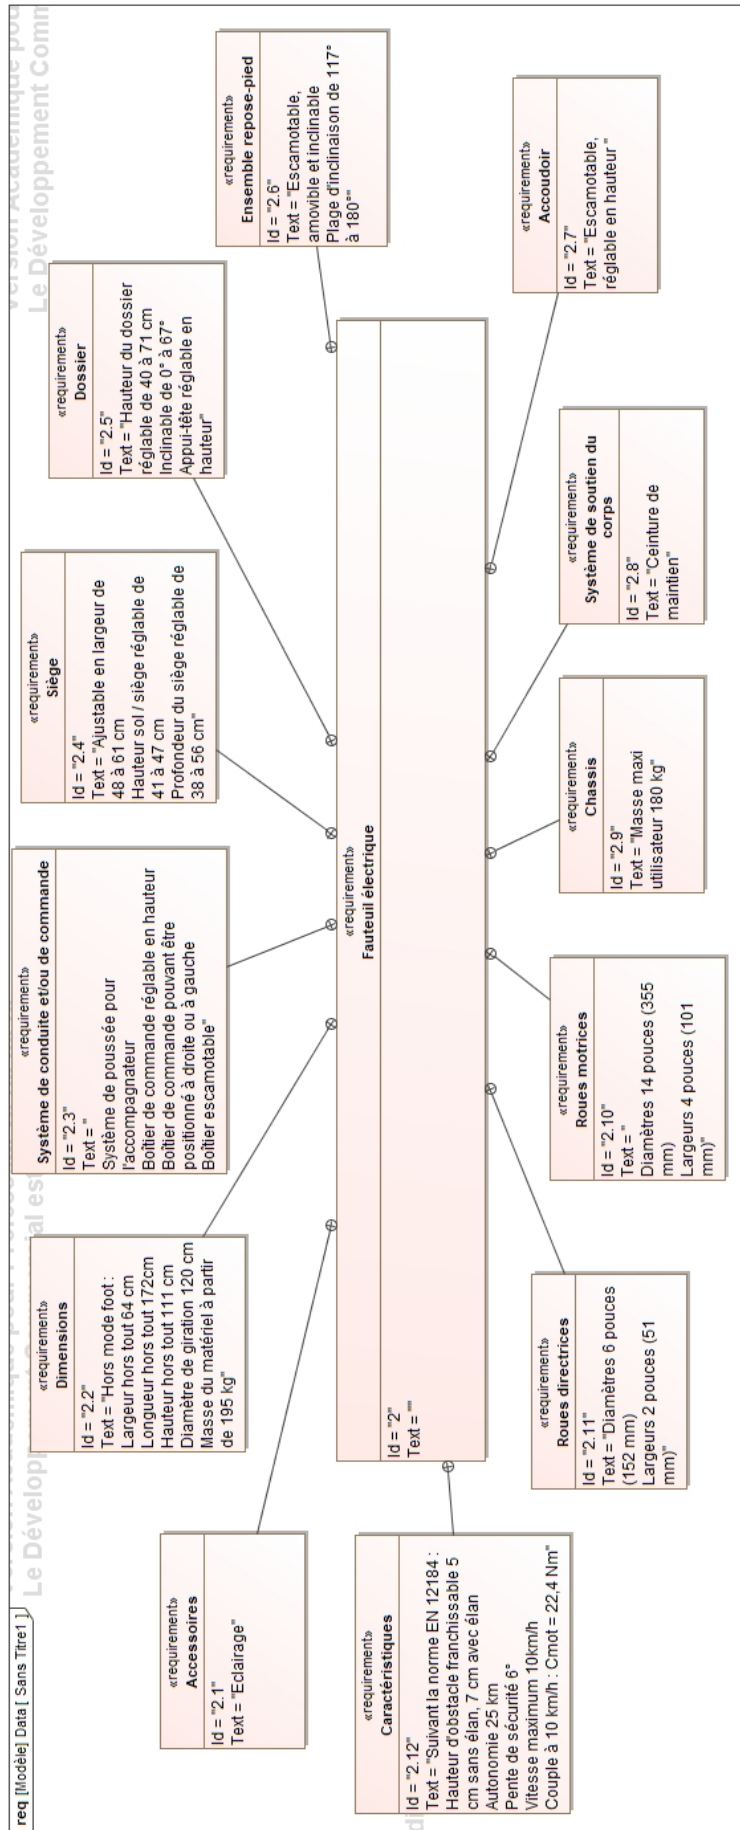 req [Modèle] Data [ Sans Titre1 ]
«requirement»
Accessoires
Id = "2.1"
Text = "Eclairage"
«requirement»
Dimensions
Id = "2.2"
Text = "Hors mode foot :
Largeur hors tout 64 cm
Longueur hors tout 172cm
Hauteur hors tout 111 cm
Diamètre de giration 120 cm
Masse du matériel à partir
de 195 kg"
«requirement»
Système de conduite et/ou de commande
Id = "2.3"
Text = "
Système de poussée pour
l'accompagnateur
Boîtier de commande réglable en hauteur
Boîtier de commande pouvant être
positionné à droite ou à gauche
Boîtier escamotable"
«requirement»
Siège
Id = "2.4"
Text = "Ajustable en largeur de
48 à 61 cm
Hauteur sol / siège réglable de
41 à 47 cm
Profondeur du siège réglable de
38 à 56 cm"
«requirement»
Dossier
Id = "2.5"
Text = "Hauteur du dossier
réglable de 40 à 71 cm
Inclinable de 0° à 67°
Appui-tête réglable en
hauteur"
«requirement»
Ensemble repose-pied
Id = "2.6"
Text = "Escamotable,
amovible et inclinable
Plage d'inclinaison de 117°
à 180°"
«requirement»
Fauteuil électrique
Id = "2"
Text = ""
«requirement»
Caractéristiques
Id = "2.12"
Text = "Suivant la norme EN 12184 :
Hauteur d'obstacle franchissable 5
cm sans élan, 7 cm avec élan
Autonomie 25 km
Pente de sécurité 6°
Vitesse maximum 10km/h
Couple à 10 km/h : Cmot = 22,4 Nm"
«requirement»
Roues directrices
Id = "2.11"
Text = "Diamètres 6 pouces
(152 mm)
Largeurs 2 pouces (51
mm)"
«requirement»
Roues motrices
Id = "2.10"
Text = "
Diamètres 14 pouces (355
mm)
Largeurs 4 pouces (101
mm)"
«requirement»
Chassis
Id = "2.9"
Text = "Masse maxi
utilisateur 180 kg"
«requirement»
Système de soutien du
corps
Id = "2.8"
Text = "Ceinture de
maintien"
«requirement»
Accoudoir
Id = "2.7"
Text = "Escamotable,
réglable en hauteur "
Le Développement Comm